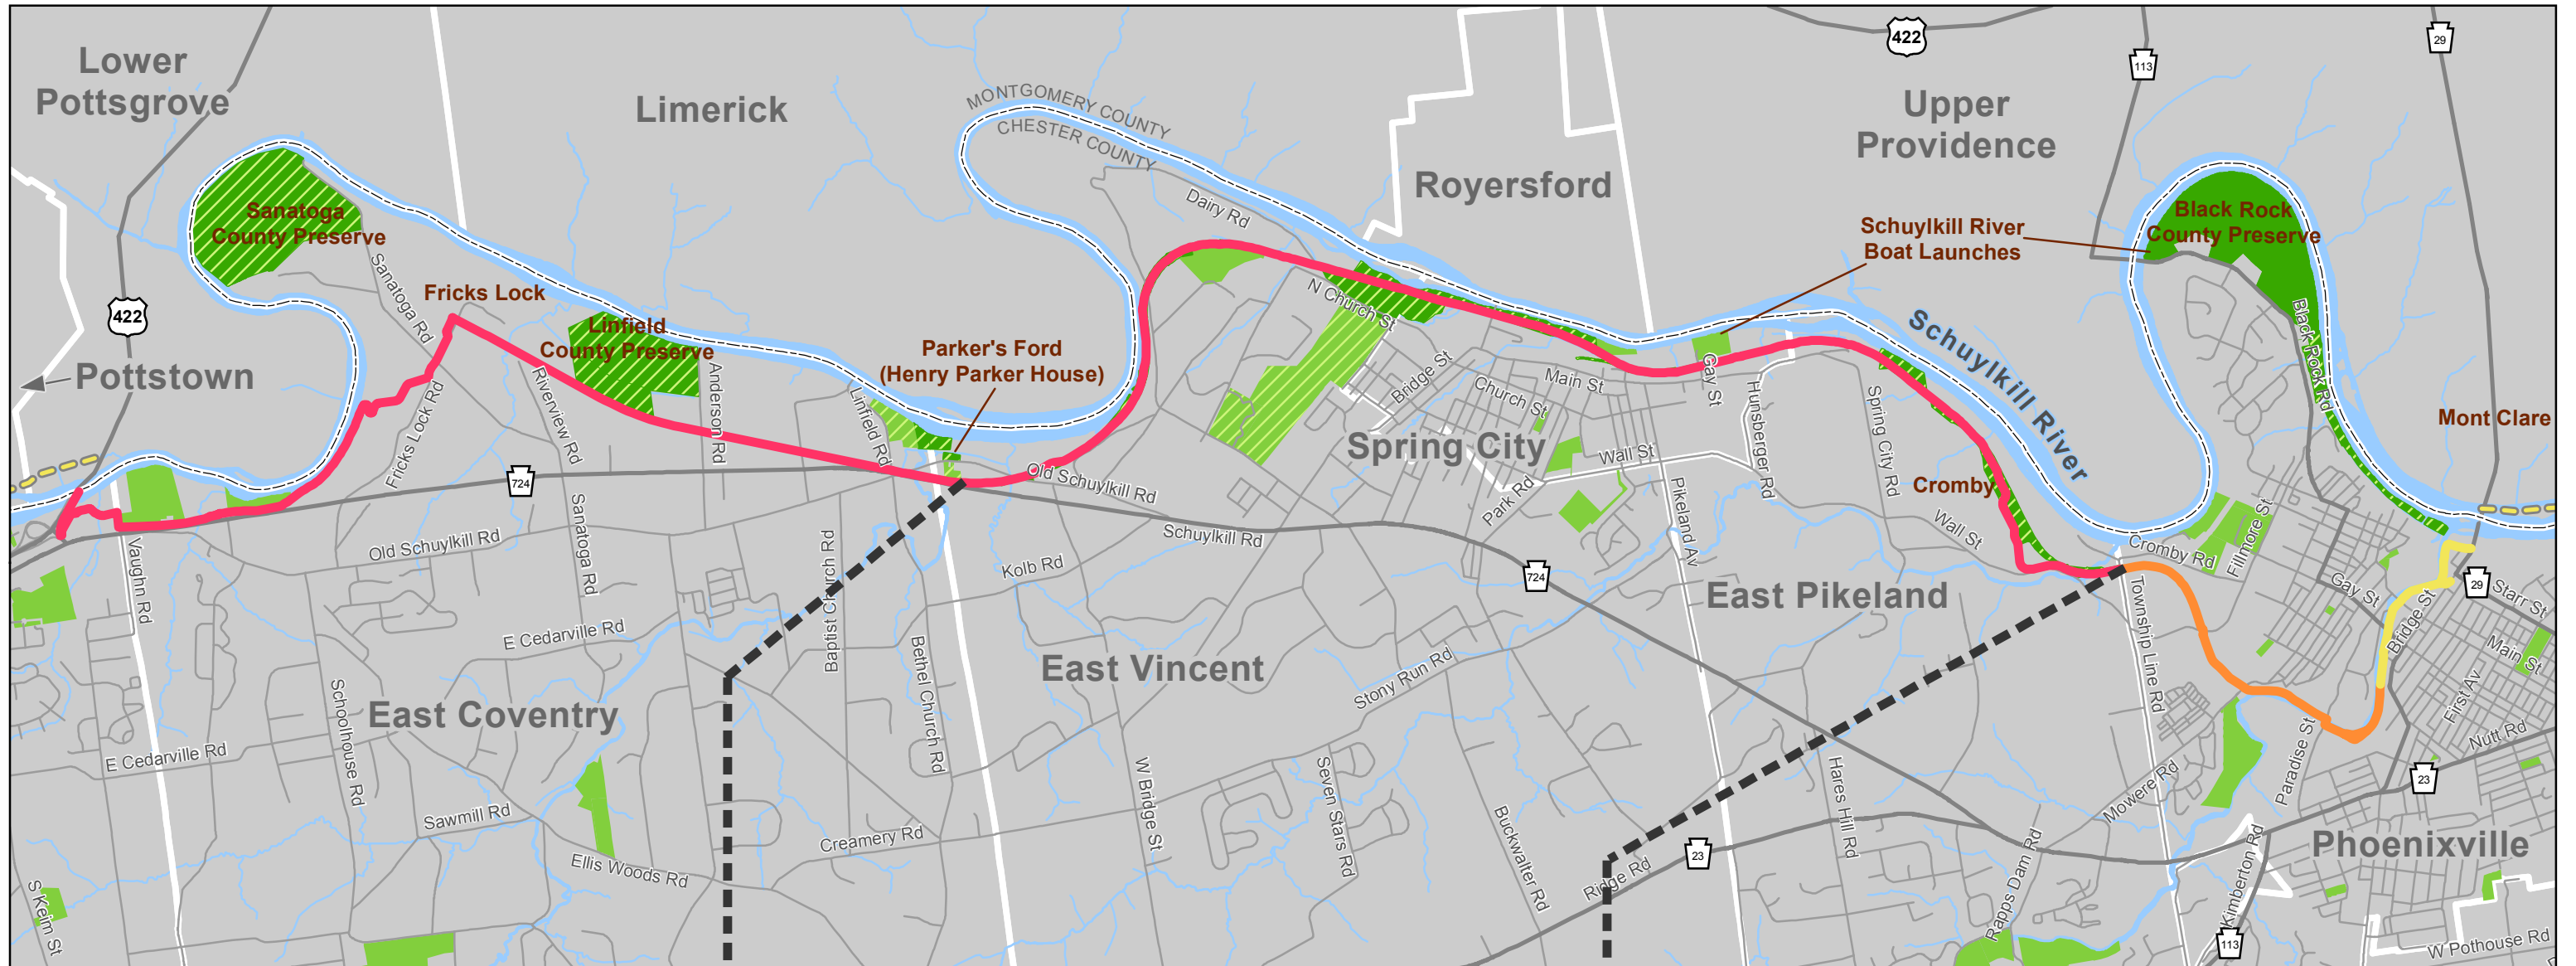 Lower
Pottsgrove
Limerick
MONTGOMERY COUNTY
CHESTER COUNTY
Royersford
Upper
Providence
422
113
29
Sanatoga
County Preserve
Sanatoga Rd
Dairy Rd
Schuylkill River
Boat Launches
Black Rock
County Preserve
Black Rock Rd
422
Pottstown
Fricks Lock
Linfield
County Preserve
Parker's Ford
(Henry Parker House)
N Church St
Bridge St
Church St
Main St
Gay St
Hunsberger Rd
Spring City Rd
Schuylkill River
Mont Clare
Fricks Lock Rd
Riverview Rd
Anderson Rd
Linfield Rd
Spring City
Wall St
Park Rd
Pikeland Av
Cromby
Wall St
Cromby Rd
Fillmore St
724
Old Schuylkill Rd
Schuylkill Rd
724
Vaughn Rd
Old Schuylkill Rd
Sanatoga Rd
Baptist Church Rd
Kolb Rd
Bethel Church Rd
E Cedarville Rd
East Vincent
East Pikeland
Township Line Rd
Gay St
Bridge St
29
Starr St
Main St
First Av
Nutt Rd
East Coventry
Schoolhouse Rd
E Cedarville Rd
Stony Run Rd
Sawmill Rd
Creamery Rd
W Bridge St
Seven Stars Rd
Buckwalter Rd
Ridge Rd
23
Hares Hill Rd
Mowere Rd
Paradise St
23
Phoenixville
Ellis Woods Rd
S Keim St
Rapps Dam Rd
Kimberton Rd
113
W Pothouse Rd